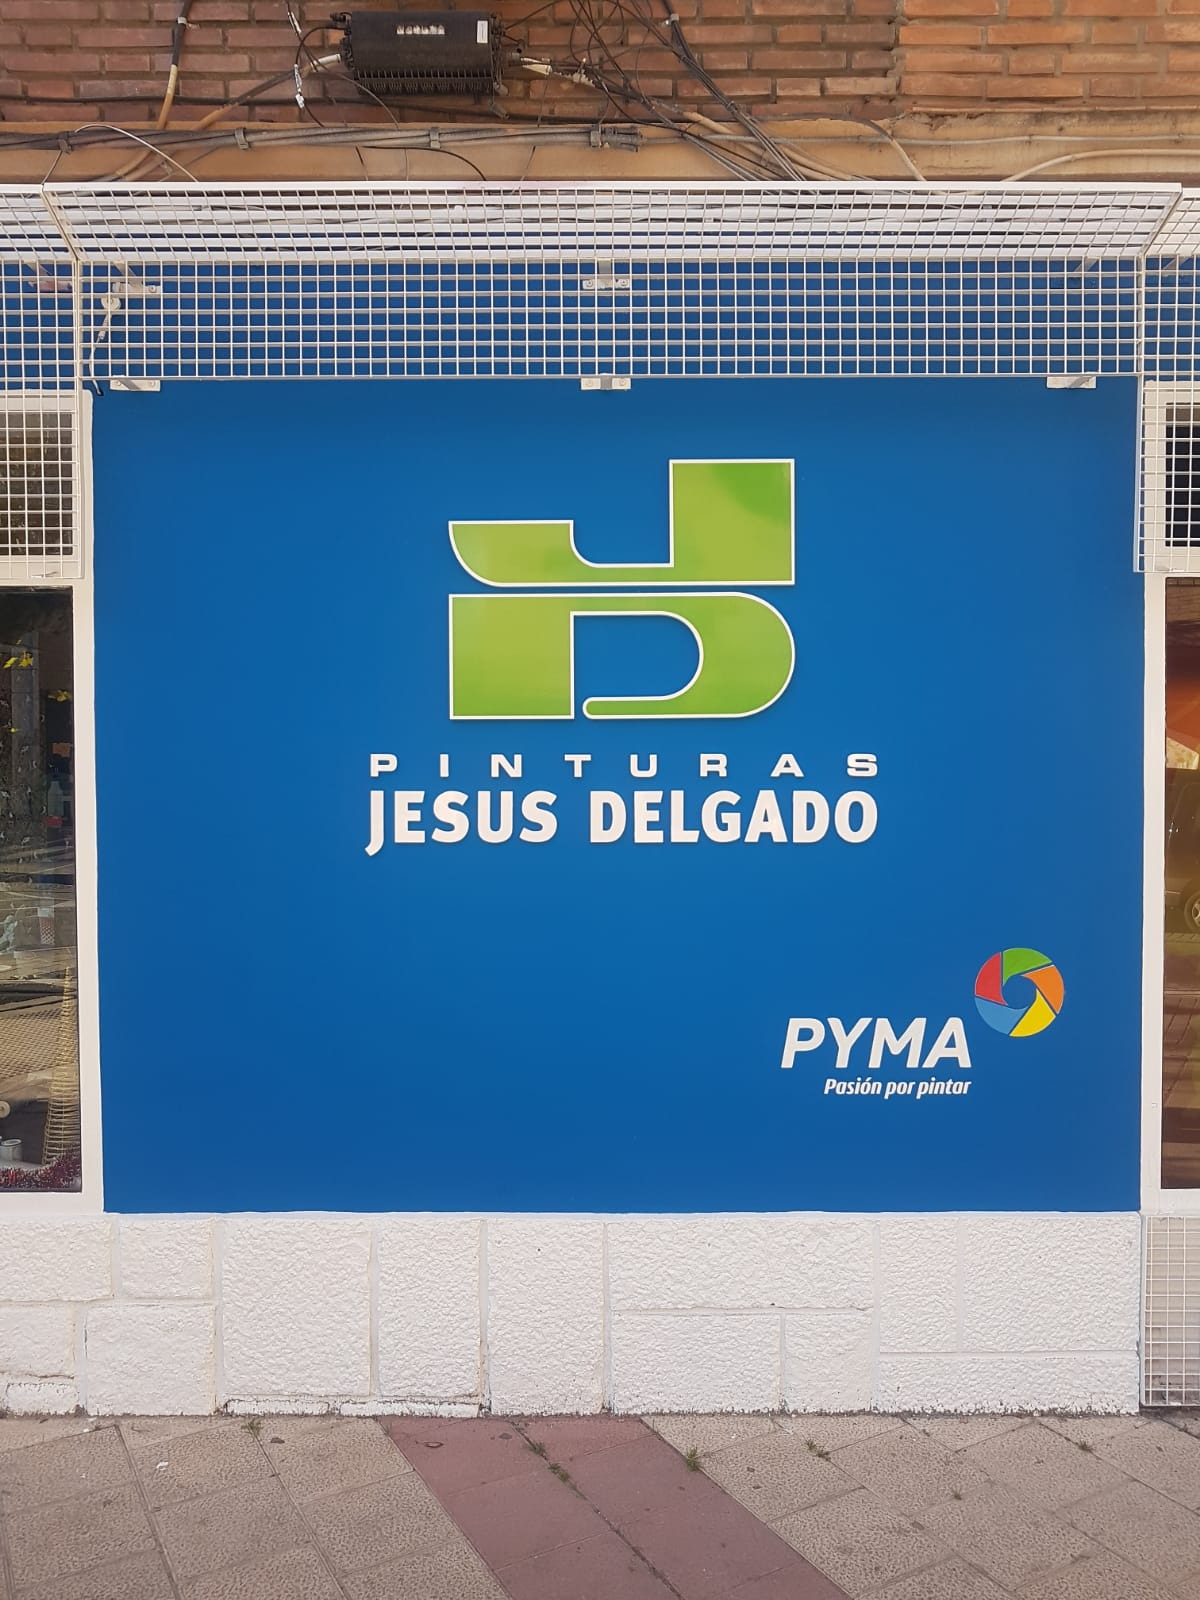 PINTURAS
JESUS DELGADO
PYMA
Pasión por pintar